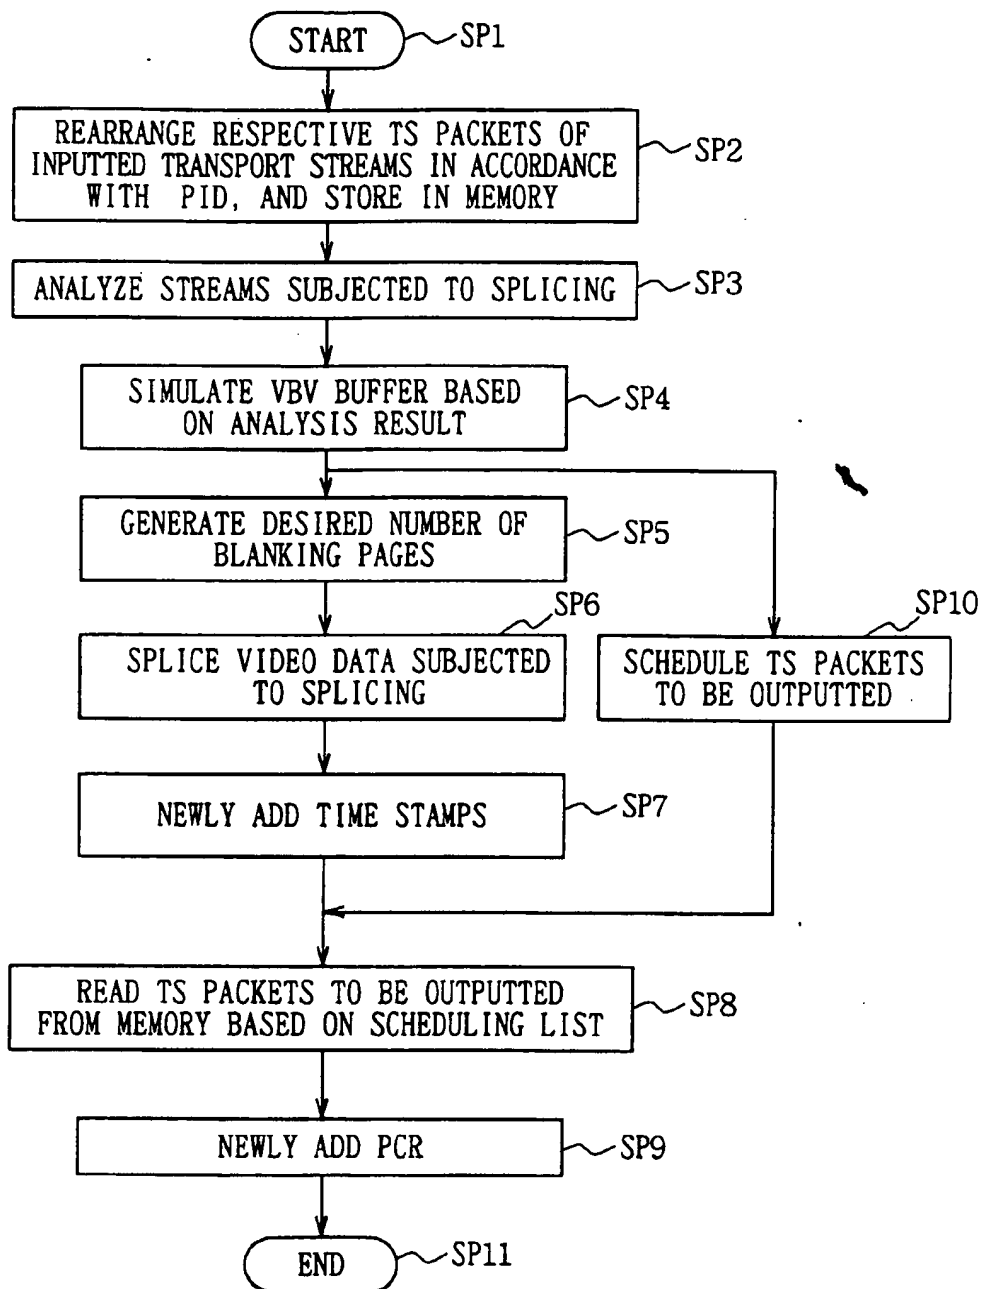 START
SP1
REARRANGE RESPECTIVE TS PACKETS OF
INPUTTED TRANSPORT STREAMS IN ACCORDANCE
WITH PID, AND STORE IN MEMORY
SP2
ANALYZE STREAMS SUBJECTED TO SPLICING
SP3
SIMULATE VBV BUFFER BASED
ON ANALYSIS RESULT
SP4
GENERATE DESIRED NUMBER OF
BLANKING PAGES
SP5
SP6
SPLICE VIDEO DATA SUBJECTED
TO SPLICING
SP10
SCHEDULE TS PACKETS
TO BE OUTPUTTED
NEWLY ADD TIME STAMPS
SP7
READ TS PACKETS TO BE OUTPUTTED
FROM MEMORY BASED ON SCHEDULING LIST
SP8
NEWLY ADD PCR
SP9
END
SP11